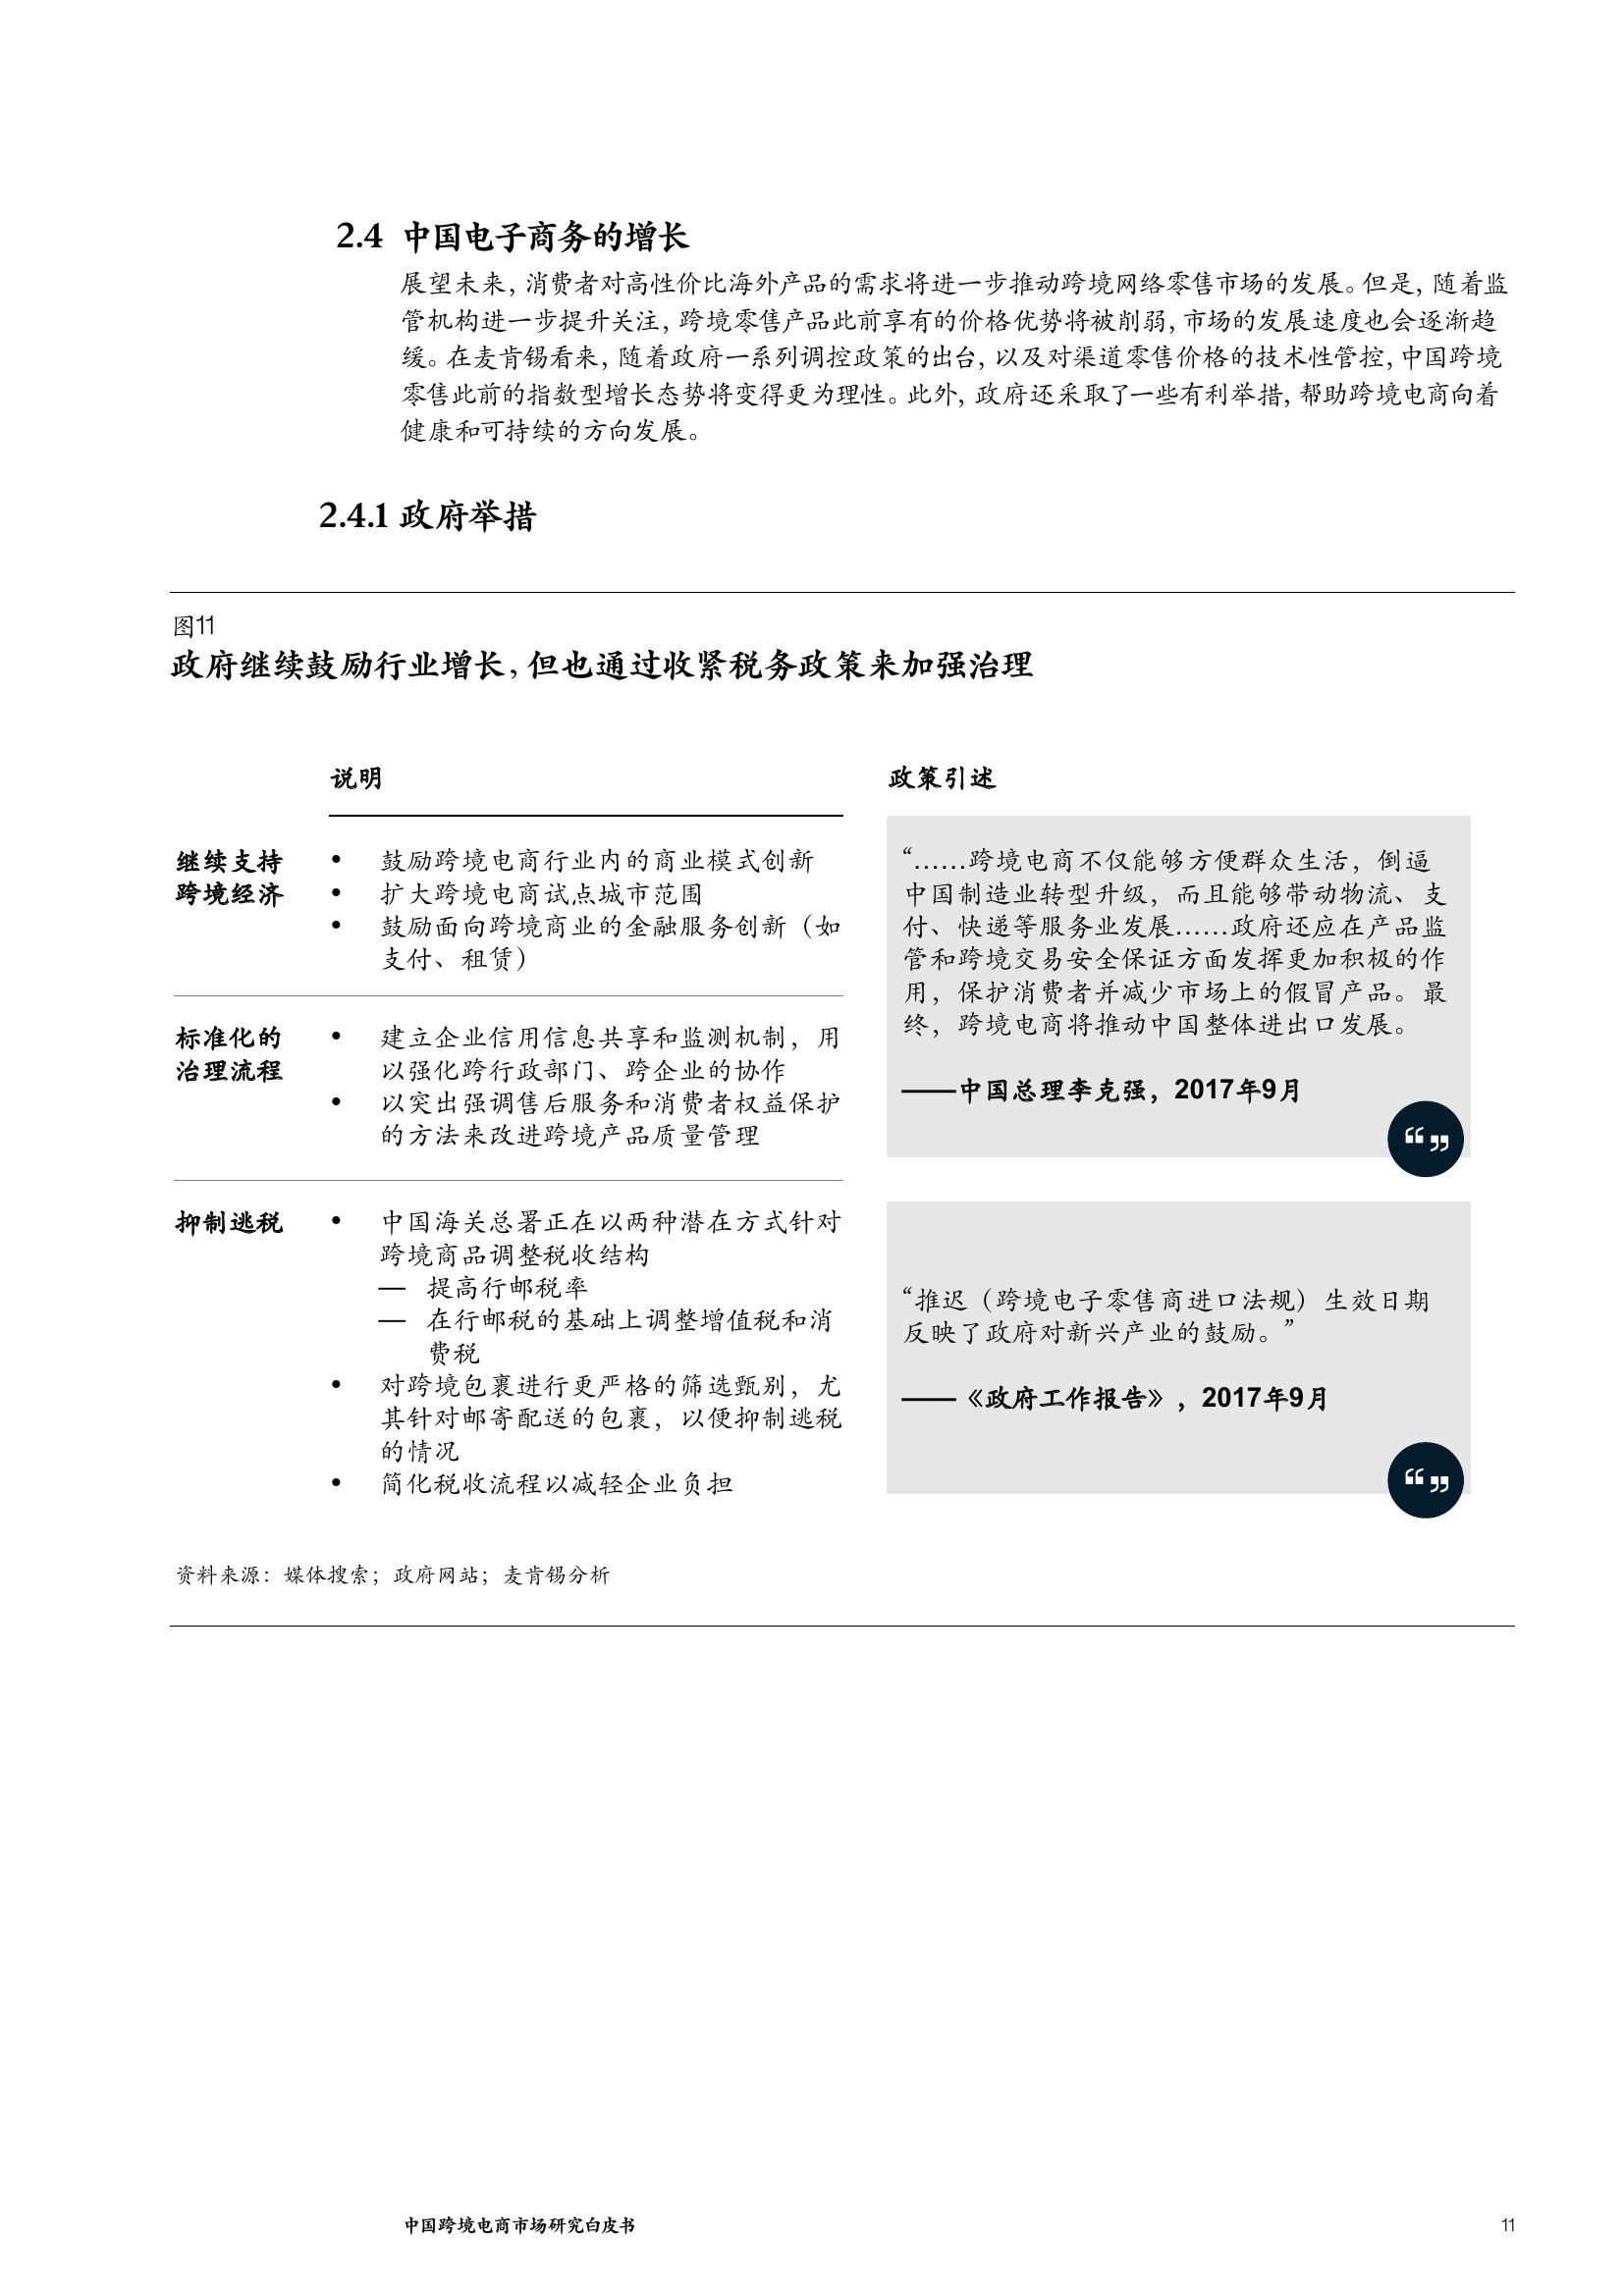 2.4 中国电子商务的增长
展望未来，消费者对高性价比海外产品的需求将进一步推动跨境网络零售市场的发展。但是，随着监
管机构进一步提升关注，跨境零售产品此前享有的价格优势将被削弱，市场的发展速度也会逐渐趋
缓。在麦肯锡看来，随着政府一系列调控政策的出台，以及对渠道零售价格的技术性管控，中国跨境
零售此前的指数型增长态势将变得更为理性。此外，政府还采取了一些有利举措，帮助跨境电商向着
健康和可持续的方向发展。
2.4.1 政府举措
图11
政府继续鼓励行业增长，但也通过收紧税务政策来加强治理
说明
继续支持
跨境经济
• 鼓励跨境电商行业内的商业模式创新
• 扩大跨境电商试点城市范围
• 鼓励面向跨境商业的金融服务创新（如
支付、租赁）
标准化的
治理流程
• 建立企业信用信息共享和监测机制，用
以强化跨行政部门、跨企业的协作
• 以突出强调售后服务和消费者权益保护
的方法来改进跨境产品质量管理
抑制逃税
• 中国海关总署正在以两种潜在方式针对
跨境商品调整税收结构
— 提高行邮税率
— 在行邮税的基础上调整增值税和消
费税
• 对跨境包裹进行更严格的筛选甄别，尤
其针对邮寄配送的包裹，以便抑制逃税
的情况
• 简化税收流程以减轻企业负担
政策引述
“……跨境电商不仅能够方便群众生活，倒逼
中国制造业转型升级，而且能够带动物流、支
付、快递等服务业发展……政府还应在产品监
管和跨境交易安全保证方面发挥更加积极的作
用，保护消费者并减少市场上的假冒产品。最
终，跨境电商将推动中国整体进出口发展。
——中国总理李克强，2017年9月
“ ”
“推迟（跨境电子零售商进口法规）生效日期
反映了政府对新兴产业的鼓励。”
——《政府工作报告》，2017年9月
“ ”
资料来源：媒体搜索；政府网站；麦肯锡分析
中国跨境电商市场研究白皮书
11